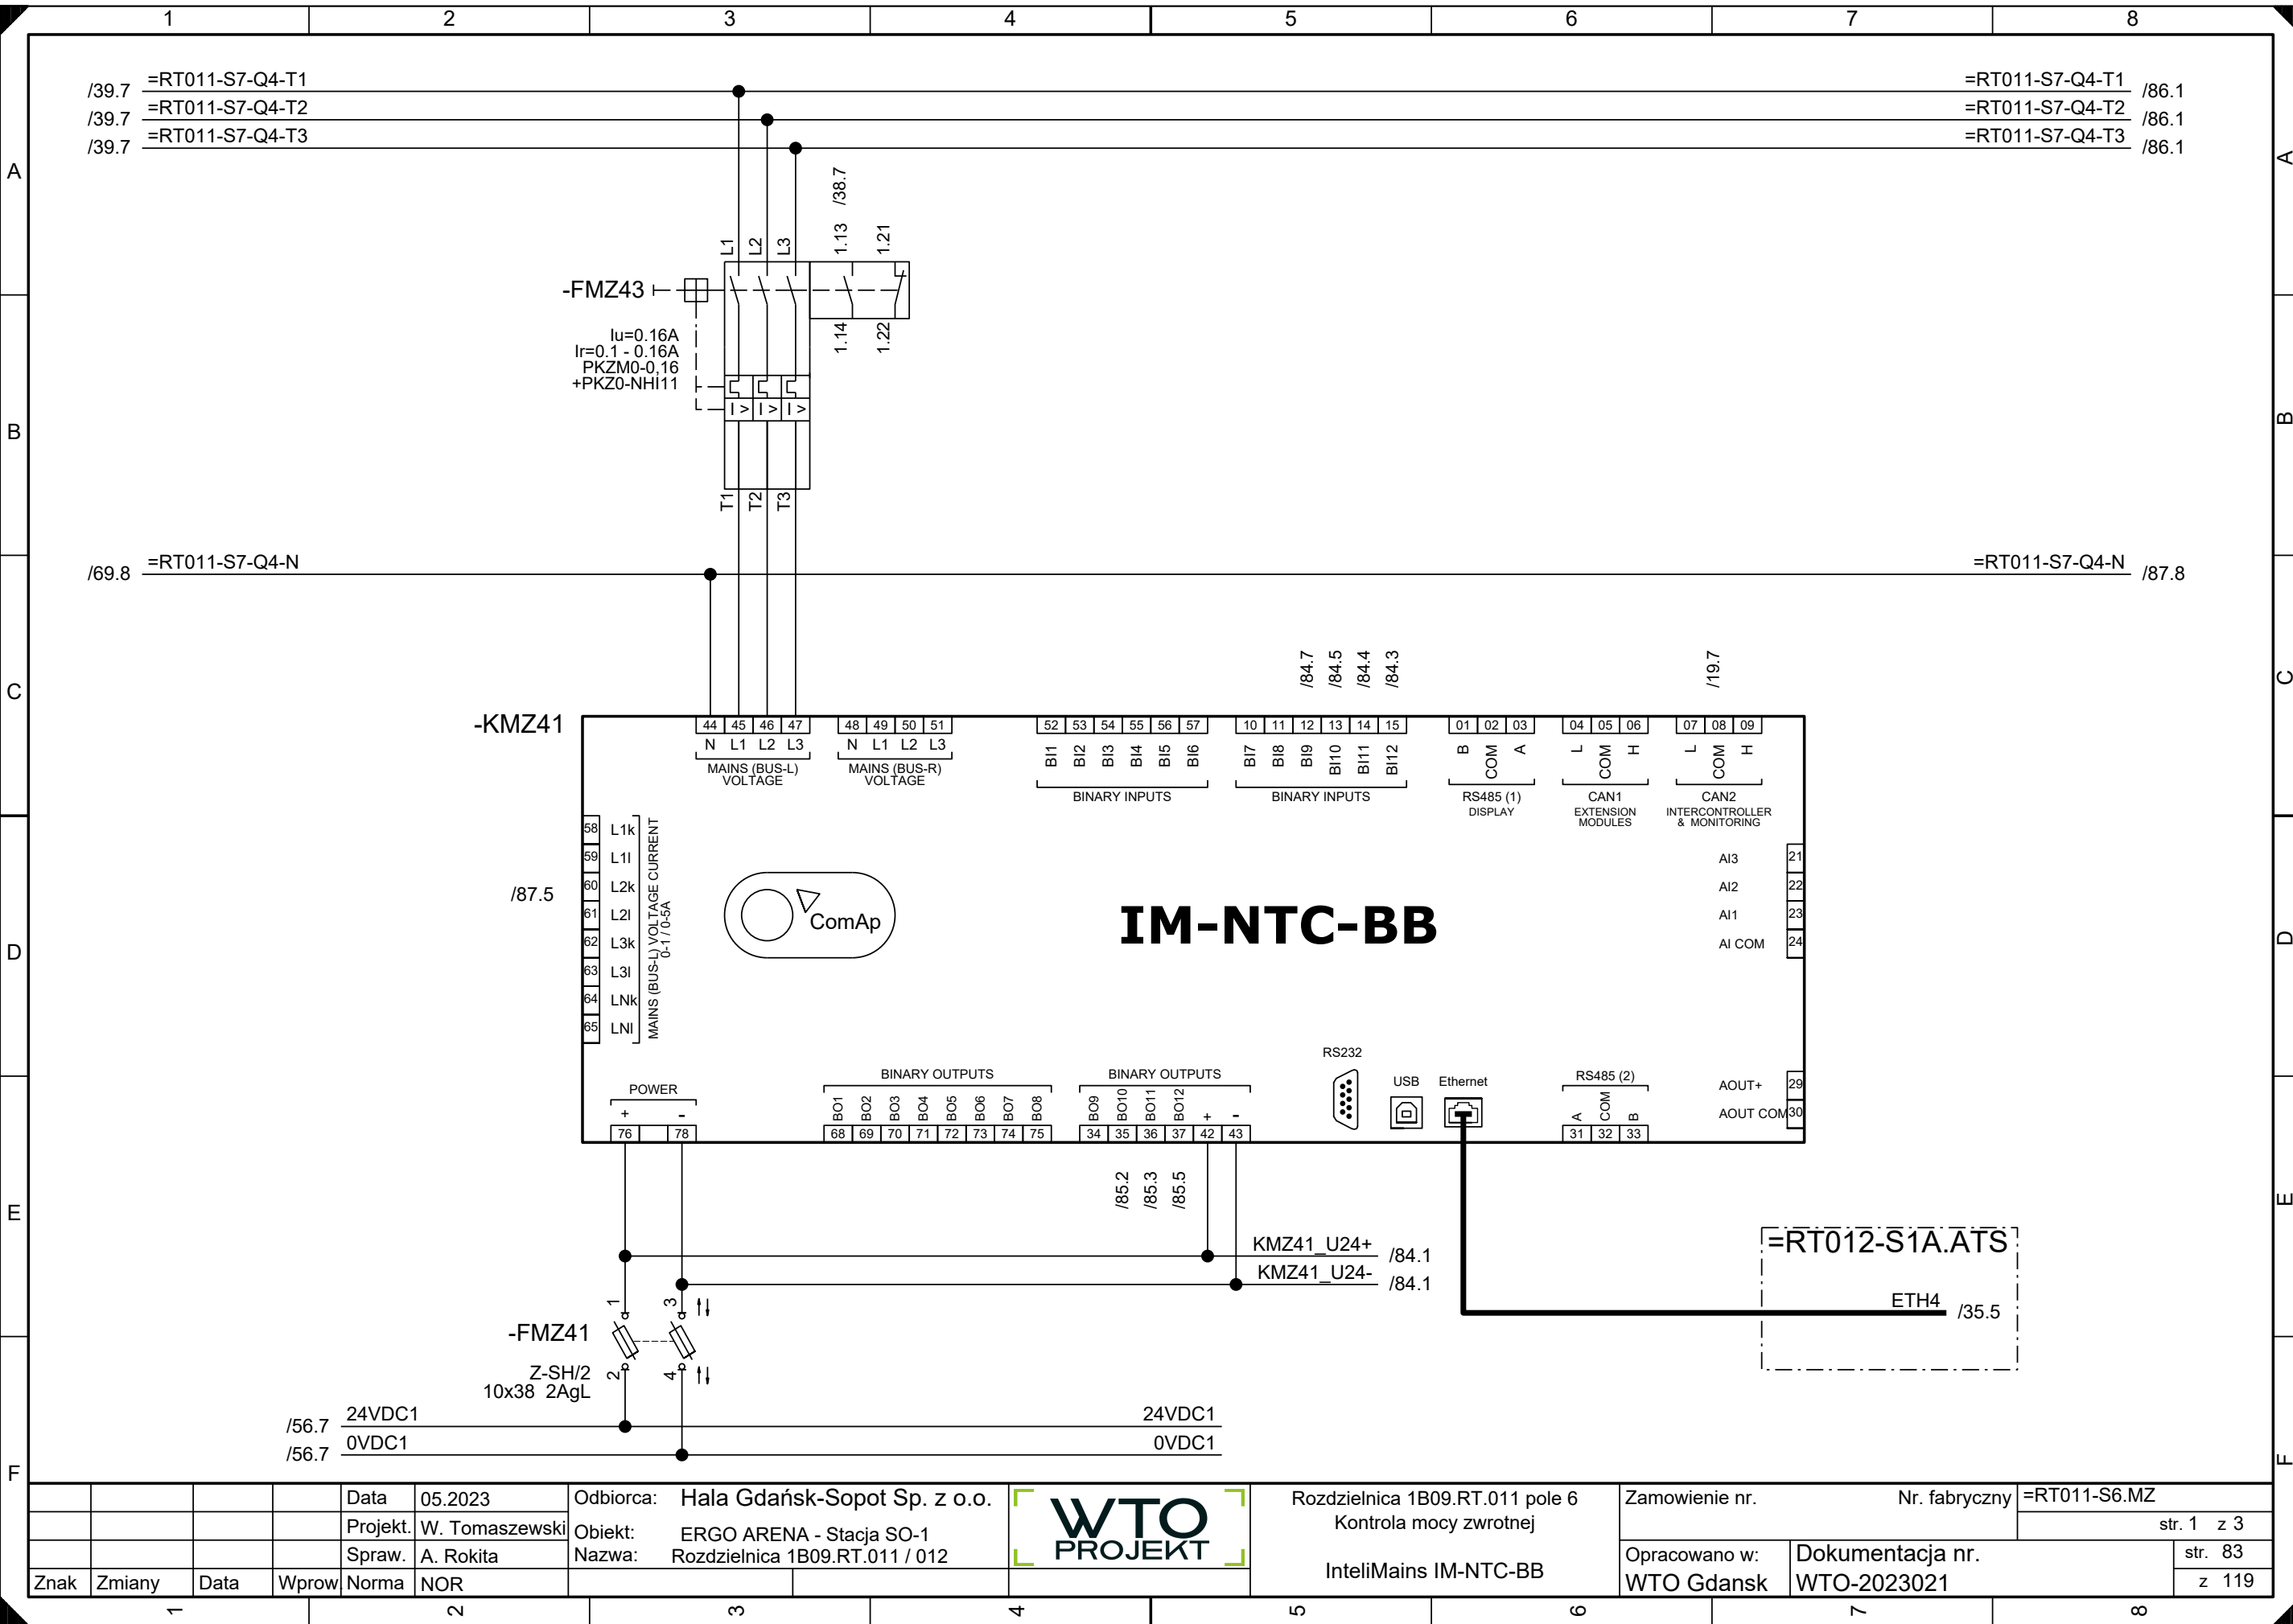 1 2 3 4 5 6 7 8
/39.7 =RT011-S7-Q4-T1 =RT011-S7-Q4-T1 /86.1
/39.7 =RT011-S7-Q4-T2 =RT011-S7-Q4-T2 /86.1
/39.7 =RT011-S7-Q4-T3 =RT011-S7-Q4-T3 /86.1
A A
/38.7
L1 L2 L3 1.13 1.21
-FMZ43
1.14 1.22
Iu=0.16A
Ir=0.1 - 0.16A
PKZM0-0,16
+PKZ0-NHI11
I > I > I >
B B
T1 T2 T3
/69.8 =RT011-S7-Q4-N =RT011-S7-Q4-N /87.8
/84.7 /84.5 /84.4 /84.3 /19.7
C C
-KMZ41
44 45 46 47 48 49 50 51 52 53 54 55 56 57 10 11 12 13 14 15 01 02 03 04 05 06 07 08 09
N L1 L2 L3 N L1 L2 L3 BI1 BI2 BI3 BI4 BI5 BI6 BI7 BI8 BI9 BI10 BI11 BI12 B COM A L COM H L COM H
MAINS (BUS-L) VOLTAGE
MAINS (BUS-R) VOLTAGE
BINARY INPUTS
BINARY INPUTS
RS485 (1)
DISPLAY
CAN1
EXTENSION
MODULES
CAN2
INTERCONTROLLER
& MONITORING
58 L1k
59 L1l
60 L2k
61 L2l
62 L3k
63 L3l
64 LNk
65 LNl
MAINS (BUS-L) VOLTAGE CURRENT
0-1 / 0-5A
/87.5
ComAp
IM-NTC-BB
AI3 21
AI2 22
AI1 23
AI COM 24
D D
RS232
USB
Ethernet
RS485 (2)
AOUT+ 29
AOUT COM 30
POWER
+ -
76 78
BINARY OUTPUTS
BO1 BO2 BO3 BO4 BO5 BO6 BO7 BO8
68 69 70 71 72 73 74 75
BINARY OUTPUTS
BO9 BO10 BO11 BO12 + -
34 35 36 37 42 43
A COM B
31 32 33
/85.2 /85.3 /85.5
E E
KMZ41_U24+ /84.1
KMZ41_U24- /84.1
=RT012-S1A.ATS
ETH4 /35.5
1 3
-FMZ41
2 4
Z-SH/2
10x38 2AgL
/56.7 24VDC1 24VDC1
/56.7 0VDC1 0VDC1
F F
Data 05.2023
Projekt. W. Tomaszewski
Spraw. A. Rokita
Znak Zmiany Data Wprow. Norma NOR
Odbiorca: Hala Gdańsk-Sopot Sp. z o.o.
Obiekt: ERGO ARENA - Stacja SO-1
Nazwa: Rozdzielnica 1B09.RT.011 / 012
WTO
PROJEKT
Rozdzielnica 1B09.RT.011 pole 6
Kontrola mocy zwrotnej
InteliMains IM-NTC-BB
Zamowienie nr. Nr. fabryczny =RT011-S6.MZ
str. 1 z 3
Opracowano w: Dokumentacja nr. str. 83
WTO Gdansk WTO-2023021 z 119
1 2 3 4 5 6 7 8